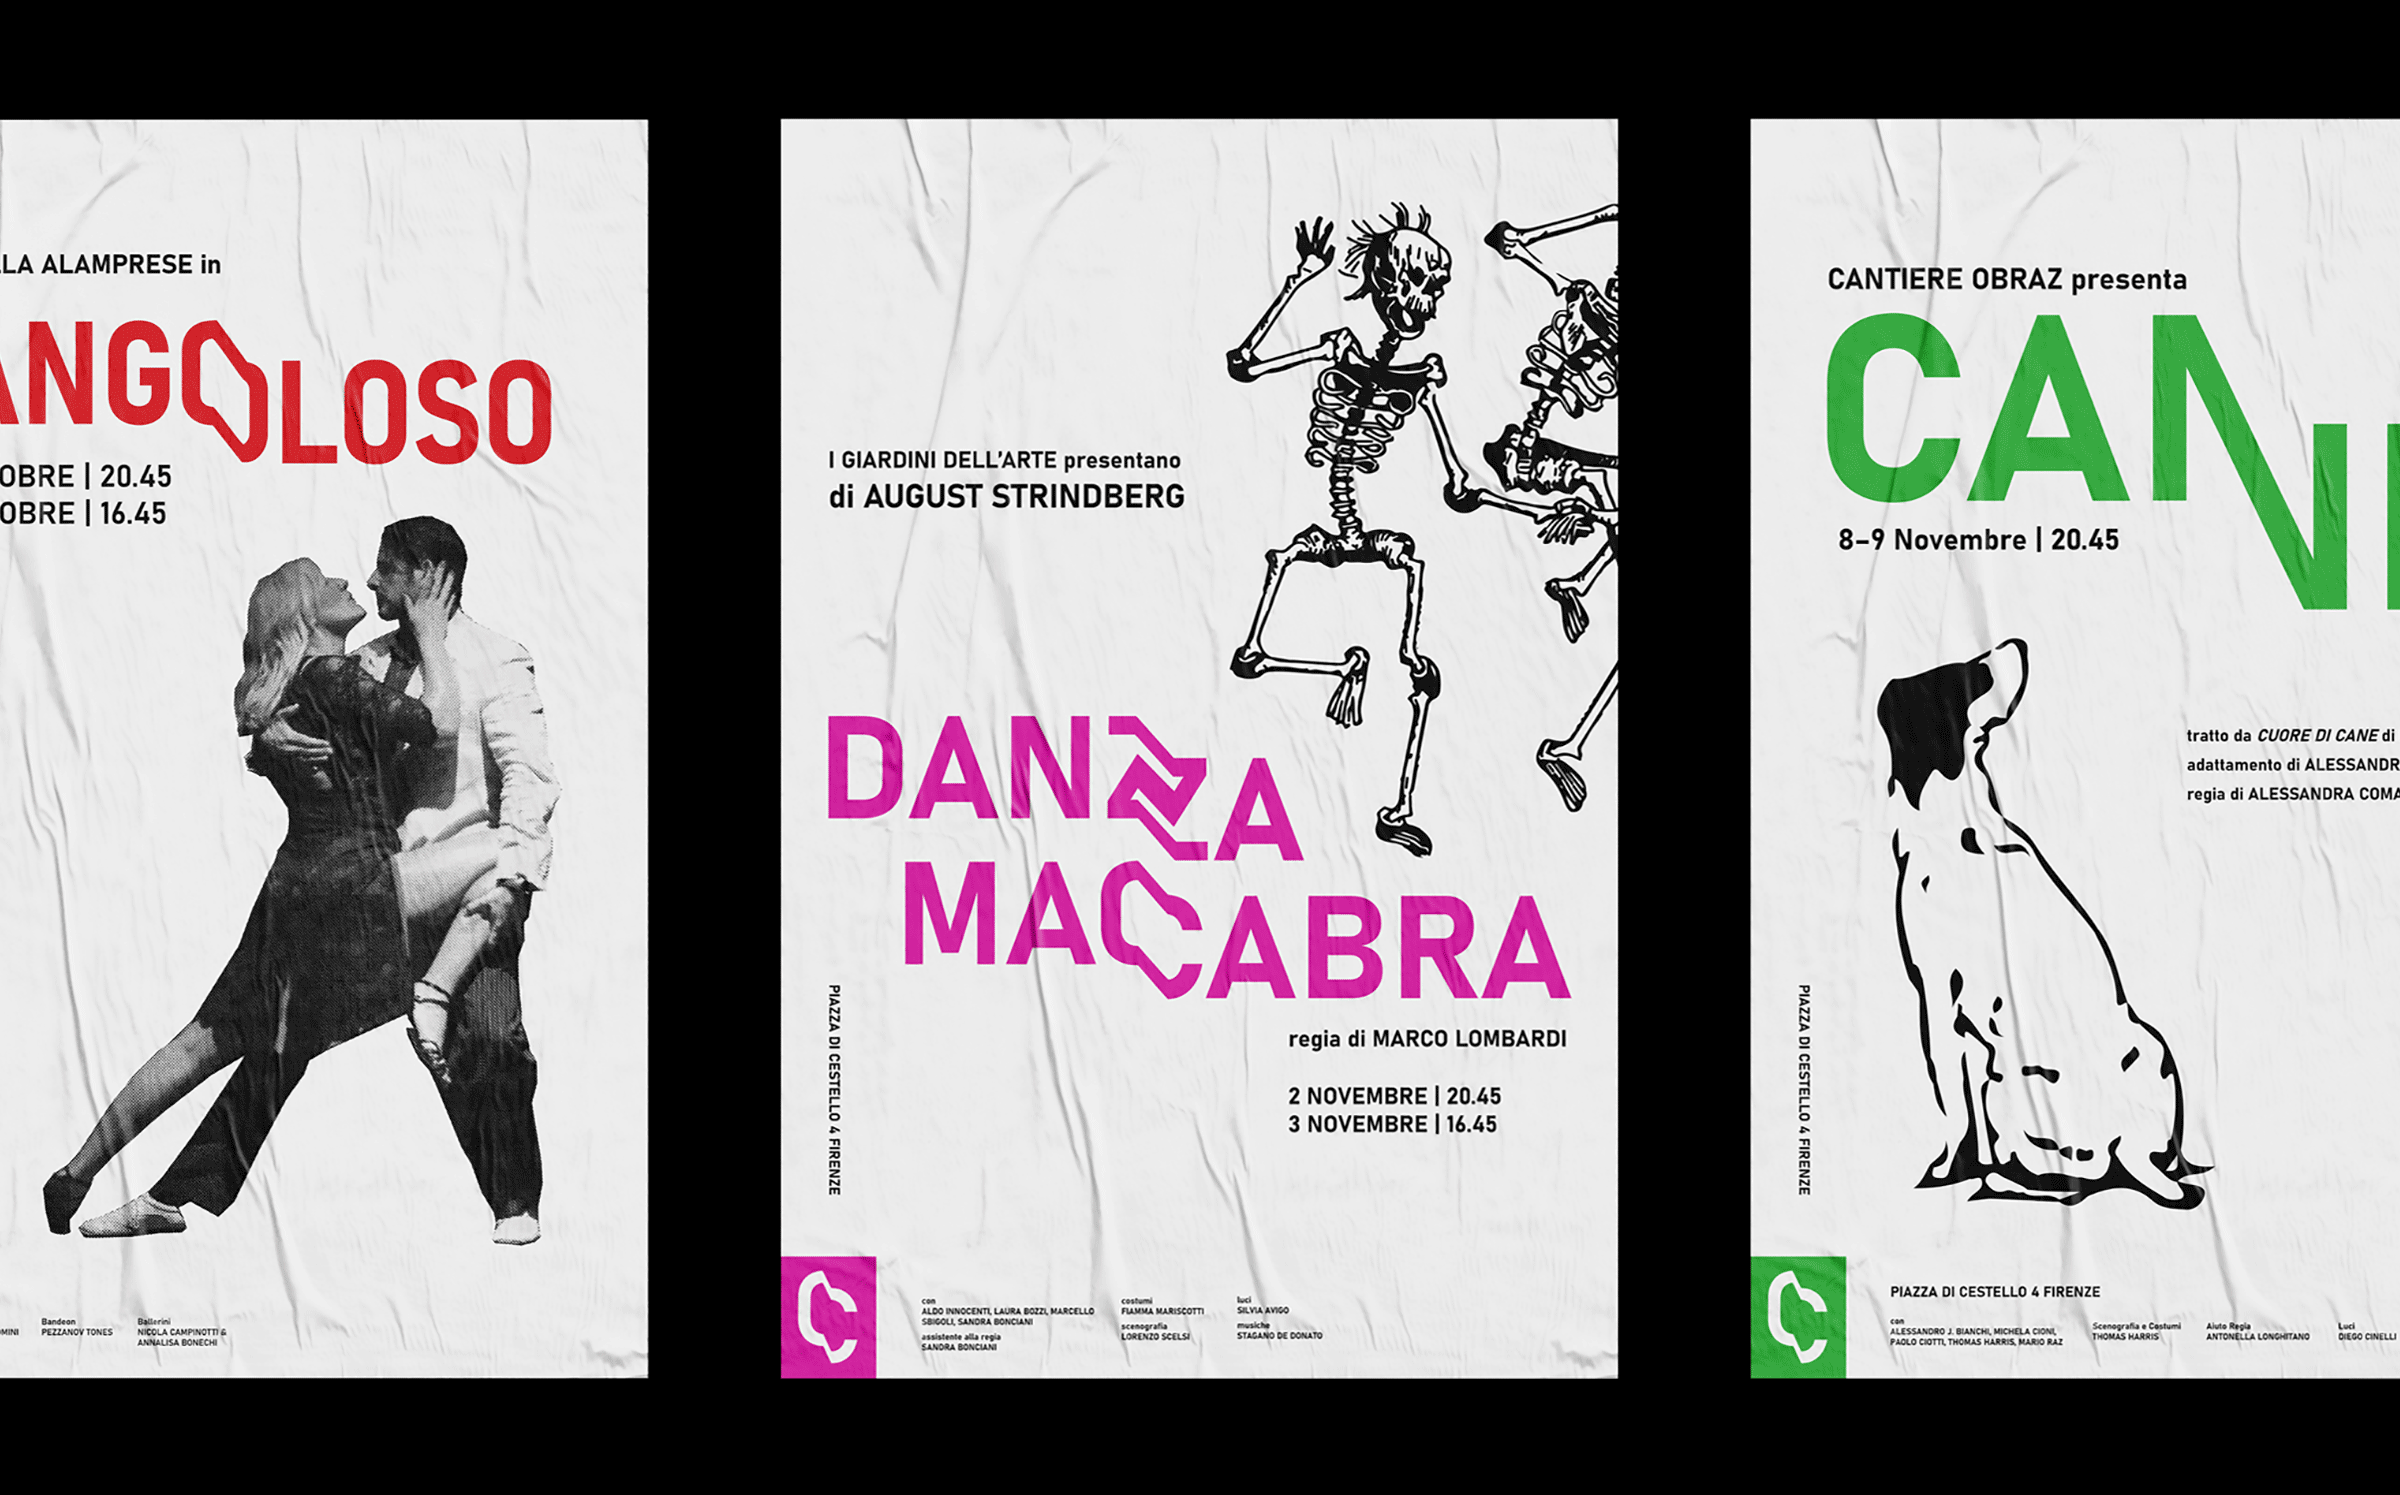 LLA ALAMPRESE in
ANGOLOSO
OBRE | 20.45
OBRE | 16.45
OMINI
Bandeon
PEZZANOV TONES
Ballerini
NICOLA CAMPINOTTI &
ANNALISA BONECHI
I GIARDINI DELL'ARTE presentano
di AUGUST STRINDBERG
DANZA
MACABRA
regia di MARCO LOMBARDI
2 NOVEMBRE | 20.45
3 NOVEMBRE | 16.45
PIAZZA DI CESTELLO 4 FIRENZE
C
con
ALDO INNOCENTI, LAURA BOZZI, MARCELLO
SBIGOLI, SANDRA BONCIANI
assistente alla regia
SANDRA BONCIANI
costumi
FIAMMA MARISCOTTI
scenografia
LORENZO SCELSI
luci
SILVIA AVIGO
musiche
STAGANO DE DONATO
CANTIERE OBRAZ presenta
CAN
8–9 Novembre | 20.45
tratto da CUORE DI CANE di
adattamento di ALESSANDR
regia di ALESSANDRA COMA
PIAZZA DI CESTELLO 4 FIRENZE
C
PIAZZA DI CESTELLO 4 FIRENZE
con
ALESSANDRO J. BIANCHI, MICHELA CIONI,
PAOLO CIOTTI, THOMAS HARRIS, MARIO RAZ
Scenografia e Costumi
THOMAS HARRIS
Aiuto Regia
ANTONELLA LONGHITANO
Luci
DIEGO CINELLI